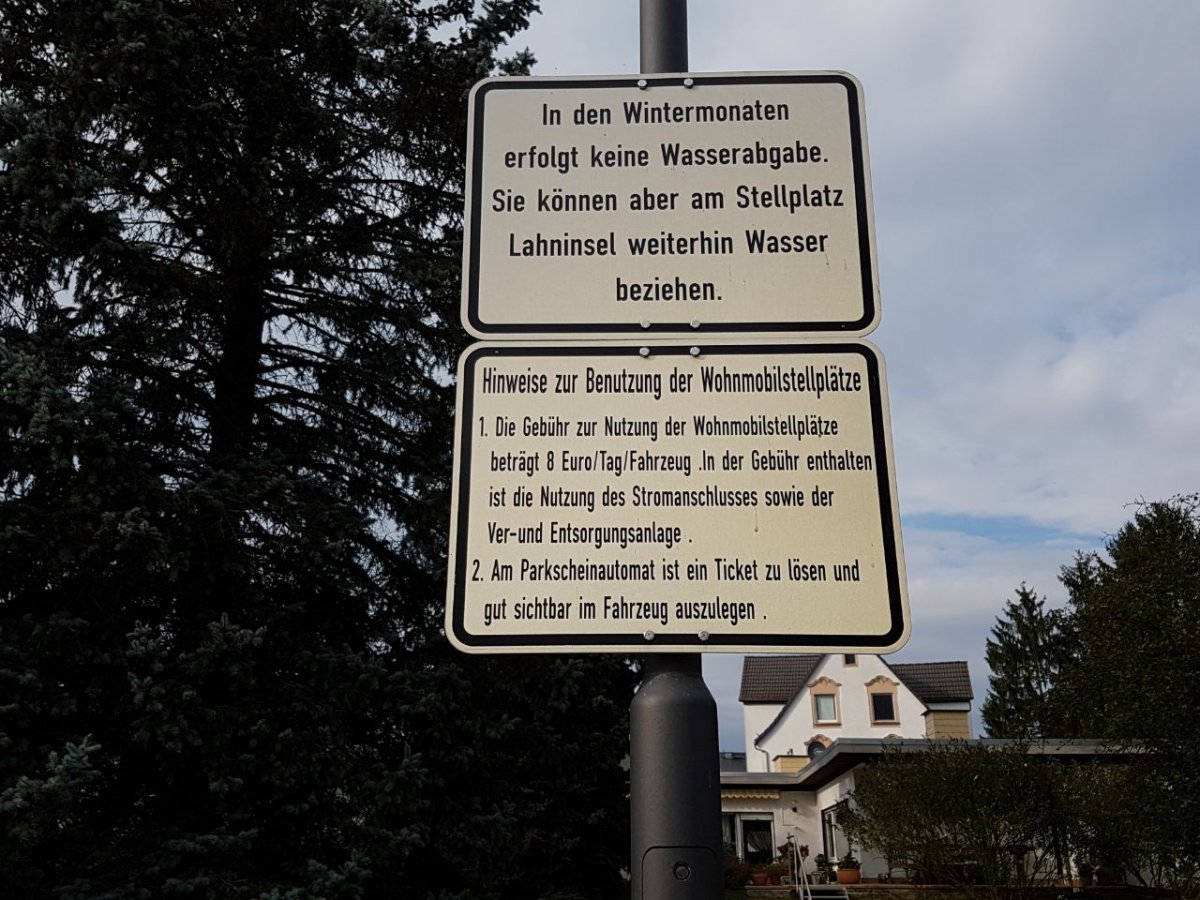 In den Wintermonaten
erfolgt keine Wasserabgabe.
Sie können aber am Stellplatz
Lahninsel weiterhin Wasser
beziehen.
Hinweise zur Benutzung der Wohnmobilstellplätze
1. Die Gebühr zur Nutzung der Wohnmobilstellplätze
beträgt 8 Euro/Tag/Fahrzeug .In der Gebühr enthalten
ist die Nutzung des Stromanschlusses sowie der
Ver-und Entsorgungsanlage .
2. Am Parkscheinautomat ist ein Ticket zu lösen und
gut sichtbar im Fahrzeug auszulegen .